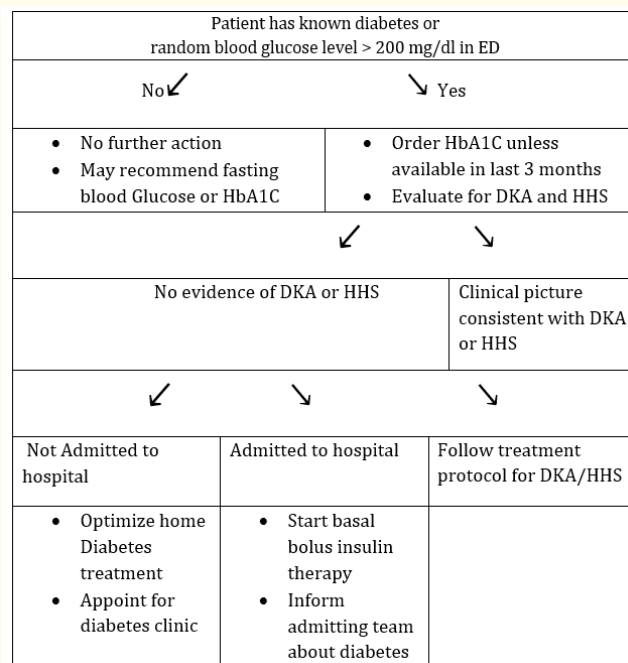 Patient has known diabetes or
random blood glucose level > 200 mg/dl in ED
No
Yes
• No further action
• May recommend fasting
blood Glucose or HbA1C
• Order HbA1C unless
available in last 3 months
• Evaluate for DKA and HHS
No evidence of DKA or HHS
Clinical picture
consistent with DKA
or HHS
Not Admitted to
hospital
Admitted to hospital
Follow treatment
protocol for DKA/HHS
• Optimize home
Diabetes
treatment
• Appoint for
diabetes clinic
• Start basal
bolus insulin
therapy
• Inform
admitting team
about diabetes